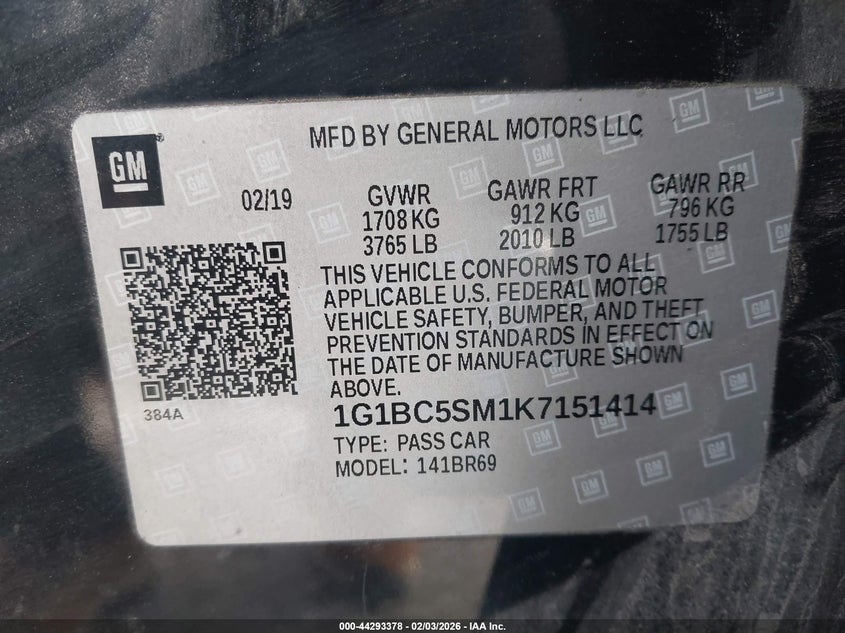 MFD BY GENERAL MOTORS LLC
GM
02/19
GVWR
1708 KG
3765 LB
GAWR FRT
912 KG
2010 LB
GAWR RR
796 KG
1755 LB
THIS VEHICLE CONFORMS TO ALL
APPLICABLE U.S. FEDERAL MOTOR
VEHICLE SAFETY, BUMPER, AND THEFT
PREVENTION STANDARDS IN EFFECT ON
THE DATE OF MANUFACTURE SHOWN
ABOVE.
384A
1G1BC5SM1K7151414
TYPE: PASS CAR
MODEL: 141BR69
000-44293378 - 02/03/2026 - IAA Inc.